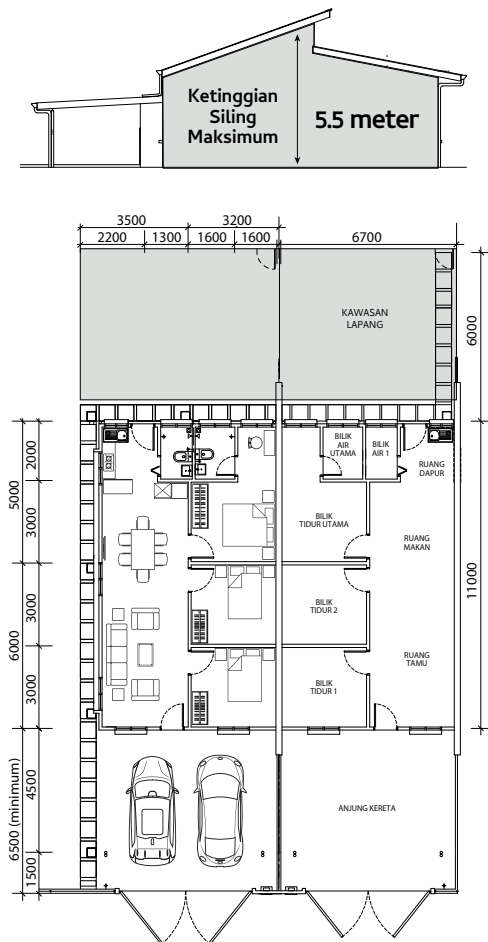 Ketinggian
Siling
Maksimum
5.5 meter
3500
3200
2200
1300
1600
1600
6700
KAWASAN
LAPANG
6000
BILIK
AIR
UTAMA
BILIK
AIR 1
RUANG
DAPUR
2000
5000
3000
BILIK
TIDUR UTAMA
RUANG
MAKAN
11000
3000
BILIK
TIDUR 2
6000
3000
BILIK
TIDUR 1
RUANG
TAMU
4500
6500 (minimum)
ANJUNG KERETA
1500